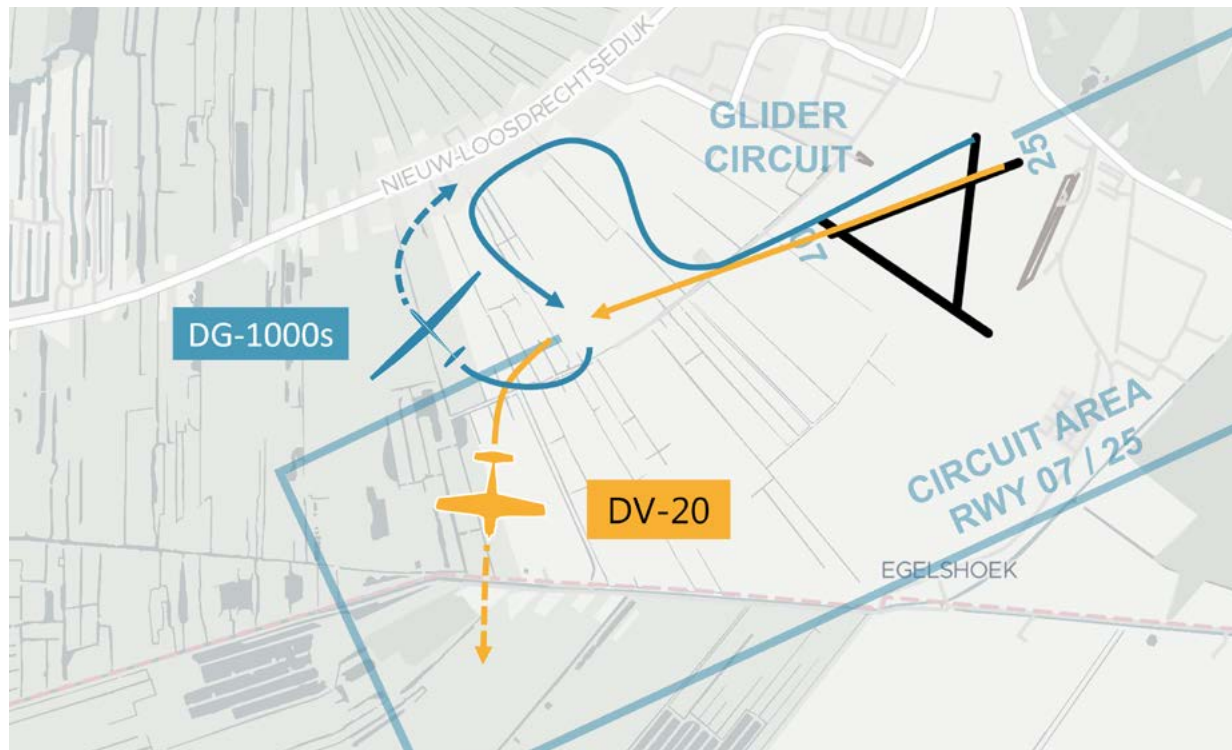 NIEUW-LOOSDRECHTSEDIJK
GLIDER
CIRCUIT
25
07
DG-1000s
DV-20
CIRCUIT AREA
RWY 07 / 25
EGELSHOEK